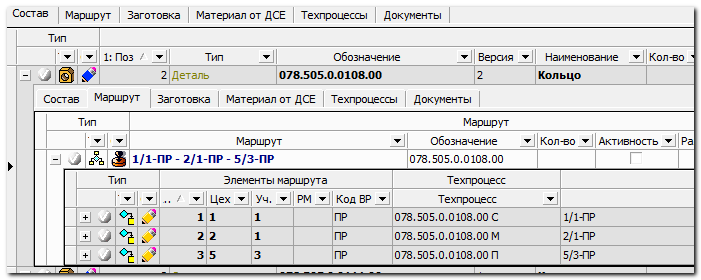 Состав Маршрут Заготовка Материал от ДСЕ Техпроцессы Документы
Тип
1: Поз Тип Обозначение Версия Наименование Кол-во
2 Деталь 078.505.0.0108.00 2 Кольцо
Состав Маршрут Заготовка Материал от ДСЕ Техпроцессы Документы
Тип Маршрут
Маршрут Обозначение Кол-во Активность Ра
1/1-ПР - 2/1-ПР - 5/3-ПР 078.505.0.0108.00
Тип Элементы маршрута Техпроцесс
.. Цех Уч. РМ Код ВР Техпроцесс
1 1 1 ПР 078.505.0.0108.00 С 1/1-ПР
2 2 1 ПР 078.505.0.0108.00 М 2/1-ПР
3 5 3 ПР 078.505.0.0108.00 П 5/3-ПР